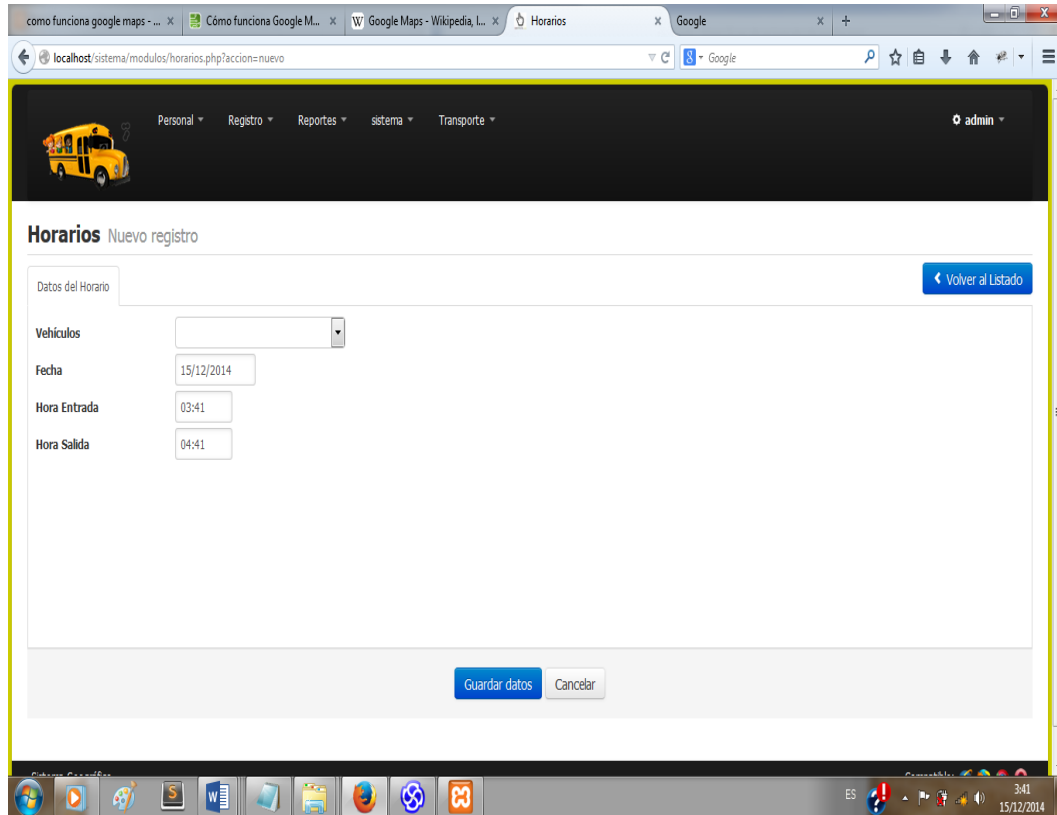 como funciona google maps - ...
Cómo funciona Google M...
W Google Maps - Wikipedia, l...
Horarios
Google
localhost/sistema/modulos/horarios.php?accion=nuevo
8 Google
Personal
Registro
Reportes
sistema
Transporte
admin
Horarios Nuevo registro
Datos del Horario
Volver al Listado
Vehículos
Fecha
15/12/2014
Hora Entrada
03:41
Hora Salida
04:41
Guardar datos
Cancelar
ES
3:41
15/12/2014